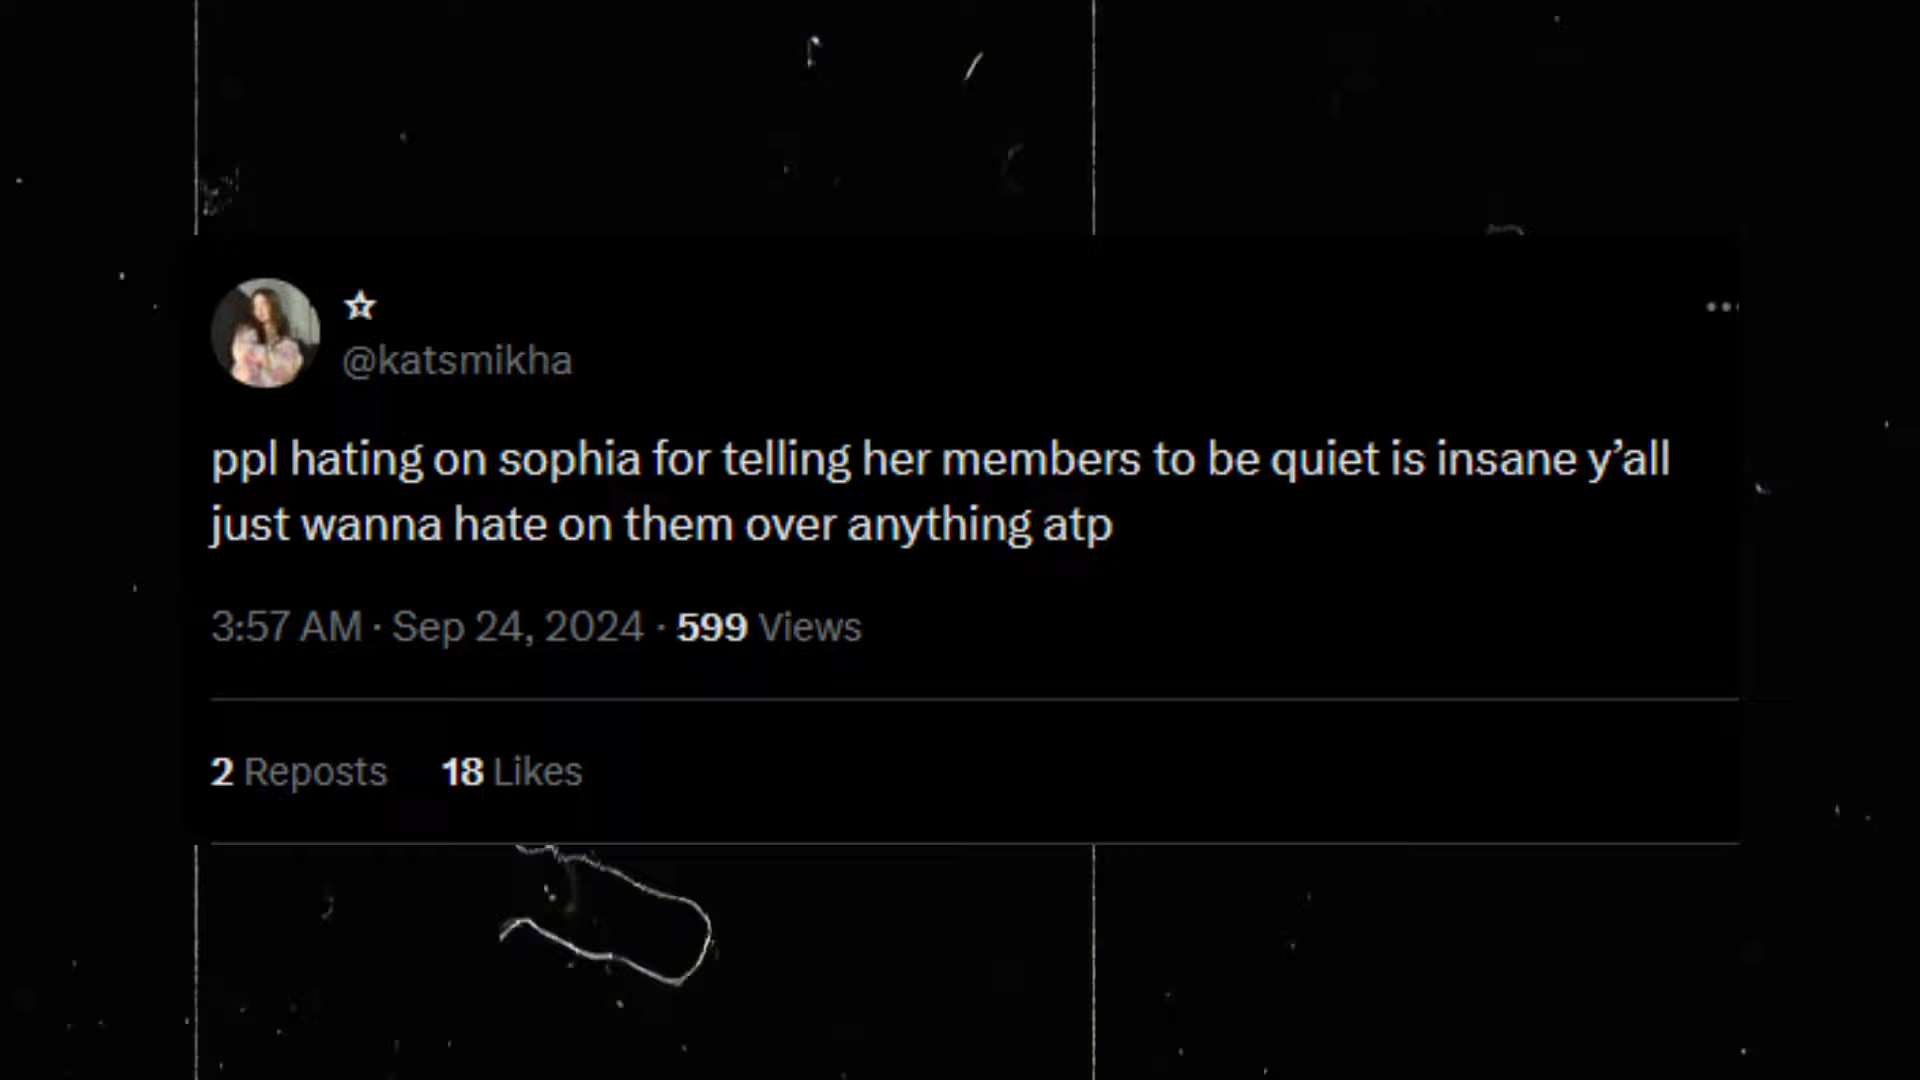 ☆
@katsmikha
ppl hating on sophia for telling her members to be quiet is insane y’all
just wanna hate on them over anything atp
3:57 AM · Sep 24, 2024 · 599 Views
2 Reposts 18 Likes